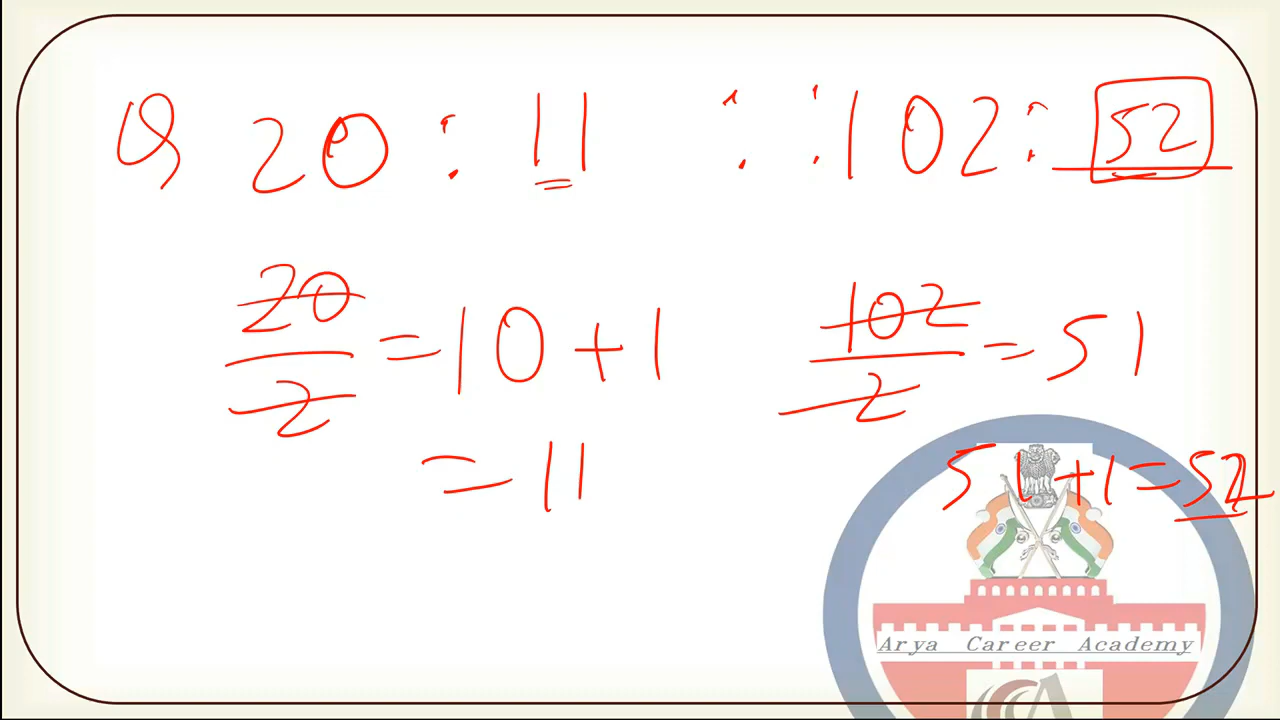 Q 20 : 11 :: 102 : 52
20/2 = 10 + 1
= 11
102/2 = 51
51 + 1 = 52
Arya Career Academy